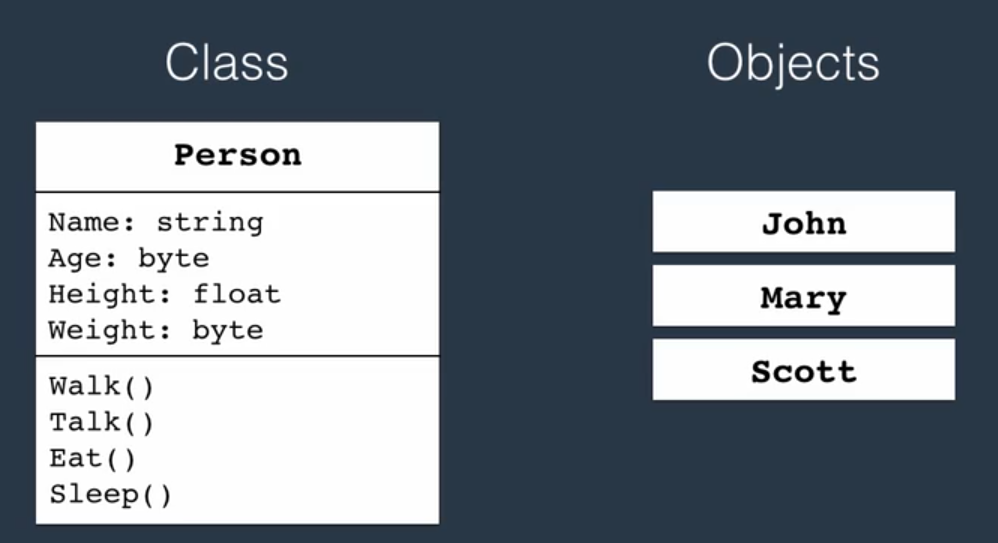 Class
Person
Name: string
Age: byte
Height: float
Weight: byte
Walk()
Talk()
Eat()
Sleep()
Objects
John
Mary
Scott